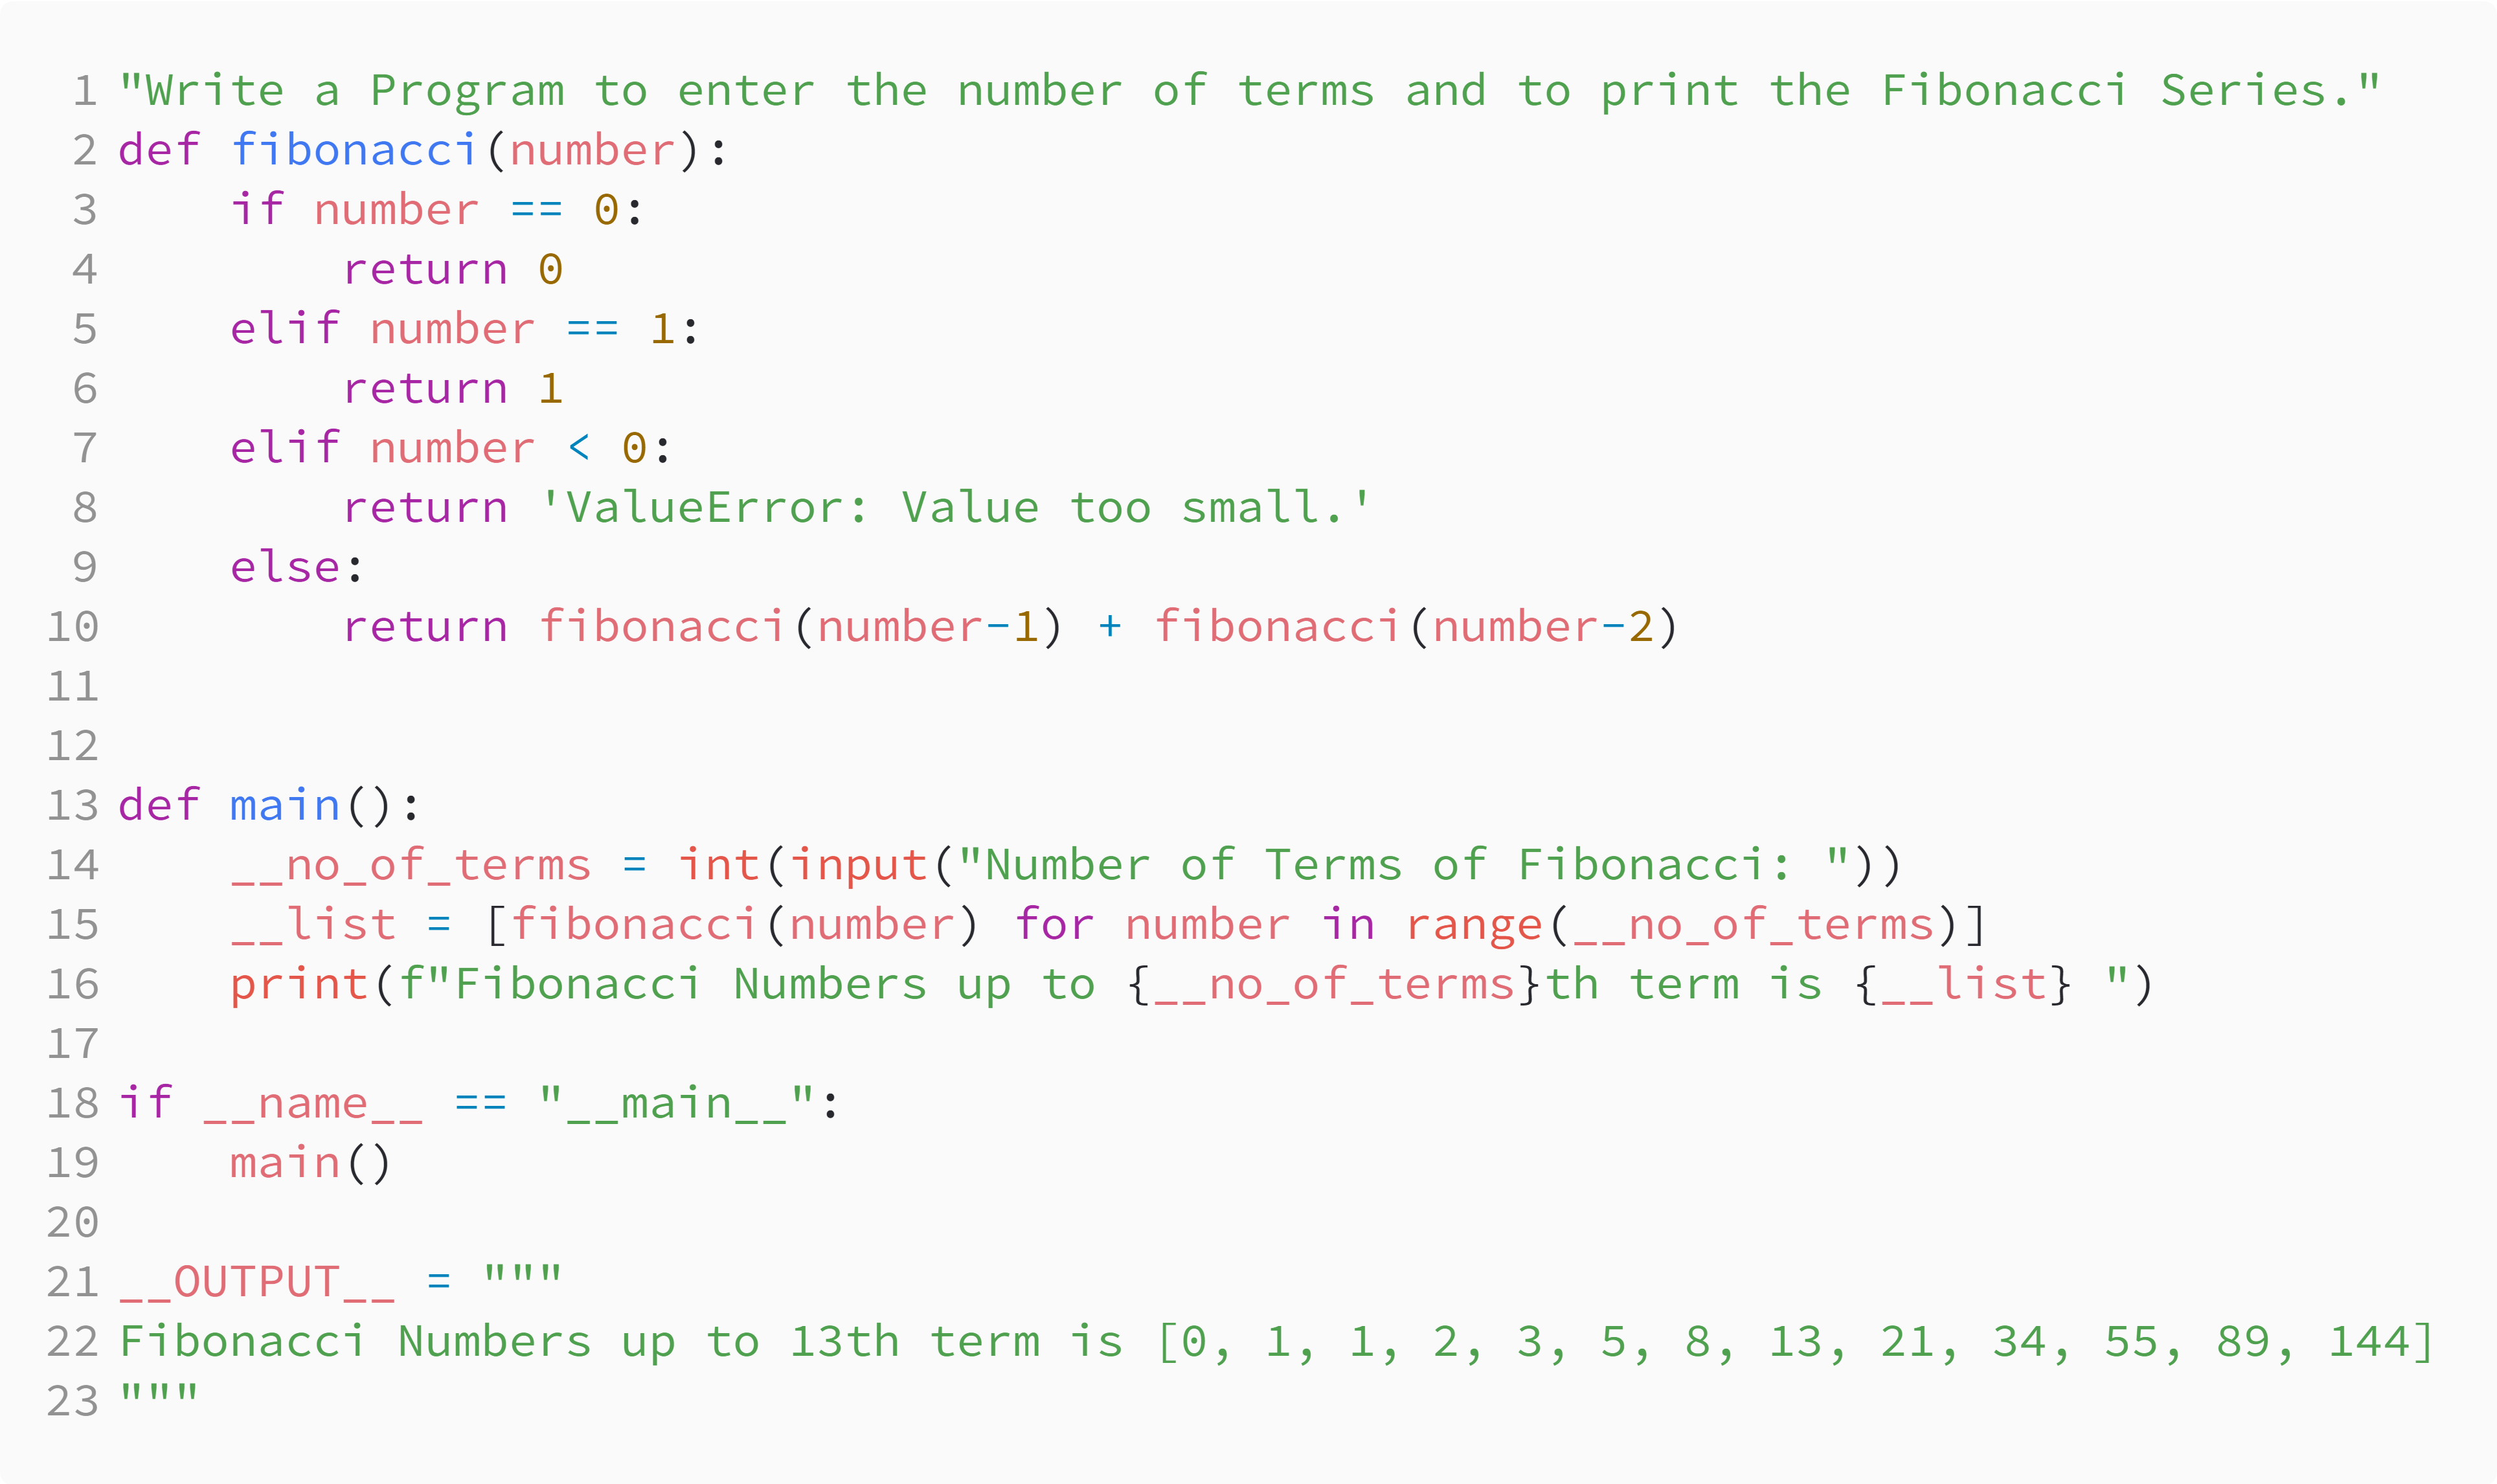 1 "Write a Program to enter the number of terms and to print the Fibonacci Series."
2 def fibonacci(number):
3     if number == 0:
4         return 0
5     elif number == 1:
6         return 1
7     elif number < 0:
8         return 'ValueError: Value too small.'
9     else:
10         return fibonacci(number-1) + fibonacci(number-2)
11
12
13 def main():
14     __no_of_terms = int(input("Number of Terms of Fibonacci: "))
15     __list = [fibonacci(number) for number in range(__no_of_terms)]
16     print(f"Fibonacci Numbers up to {__no_of_terms}th term is {__list} ")
17
18 if __name__ == "__main__":
19     main()
20
21 __OUTPUT__ = """
22 Fibonacci Numbers up to 13th term is [0, 1, 1, 2, 3, 5, 8, 13, 21, 34, 55, 89, 144]
23 """